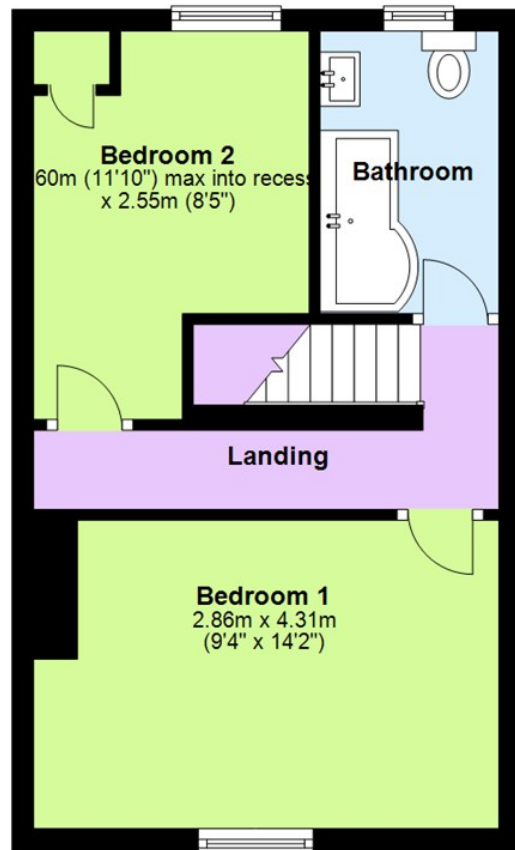 Bedroom 2
60m (11'10") max into recess
x 2.55m (8'5")
Bathroom
Landing
Bedroom 1
2.86m x 4.31m
(9'4" x 14'2")